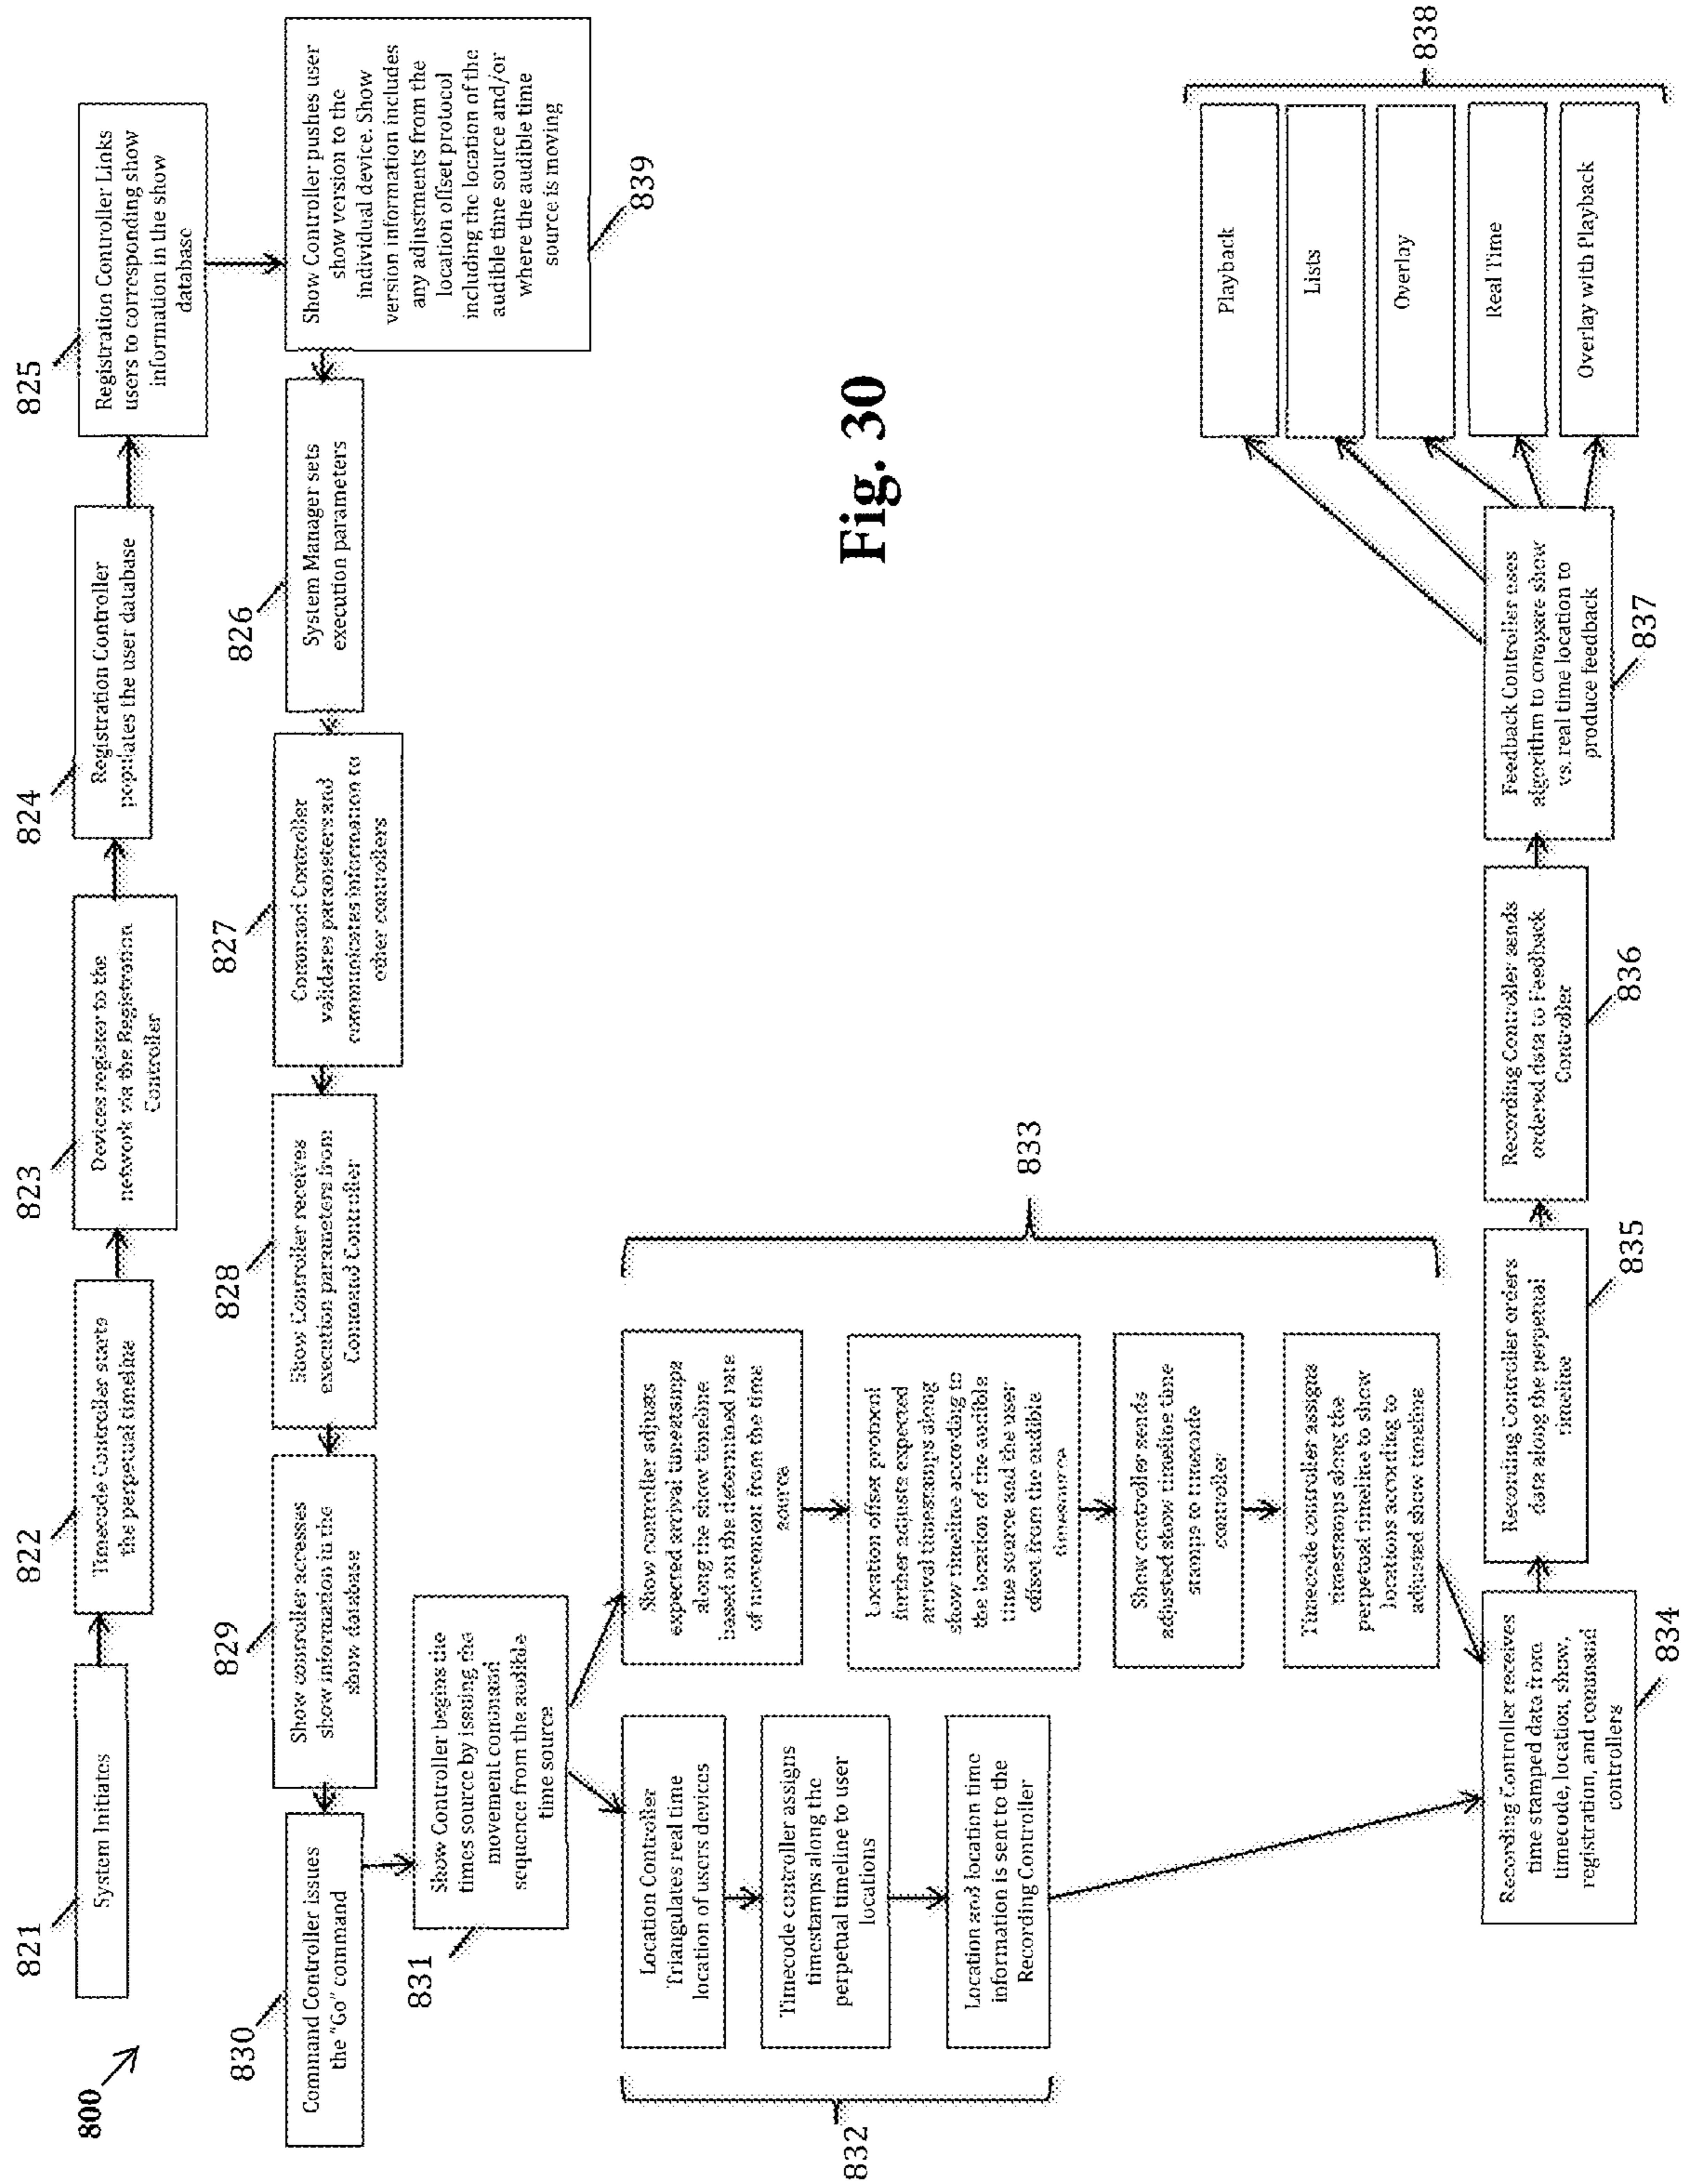 800
821
System Initiates
822
Timecode Controller starts
the perpetual timeline
823
Devices register to the
network via the Registration
Controller
824
Registration Controller
populates the user database
825
Registration Controller Links
users to corresponding show
information in the show
database
Show Controller pushes user
show version to the
individual device. Show
version information includes
any adjustments from the
location offset protocol
including the location of the
audible time source and/or
where the audible time
source is moving
839
826
System Manager sets
execution parameters
827
Command Controller
validates parameters and
communicates information to
other controllers
828
Show Controller receives
execution parameters from
Command Controller
829
Show controller accesses
show information in the
show database
830
Command Controller issues
the "Go" command
831
Show Controller begins the
times source by issuing the
movement command
sequence from the audible
time source
832
Location Controller
Triangulates real time
location of users devices
Timecode controller assigns
timestamps along the
perpetual timeline to user
locations
Location and location time
information is sent to the
Recording Controller
833
Show controller adjusts
expected arrival timestamps
along the show timeline
based on the determined rate
of movement from the time
source
Location offset protocol
further adjusts expected
arrival timestamps along
show timeline according to
the location of the audible
time source and the user
offset from the audible
timesource
Show controller sends
adjusted show timeline time
stamps to timecode
controller
Timecode controller assigns
timestamps along the
perpetual timeline to show
locations according to
adjusted show timeline
Recording Controller receives
time stamped data from
timecode, location, show,
registration, and command
controllers
834
Recording Controller orders
data along the perpetual
timeline
835
Recording Controller sends
ordered data to Feedback
Controller
836
Feedback Controller uses
algorithm to compare show
vs. real time location to
produce feedback
837
Playback
Lists
Overlay
Real Time
Overlay with Playback
838
Fig. 30